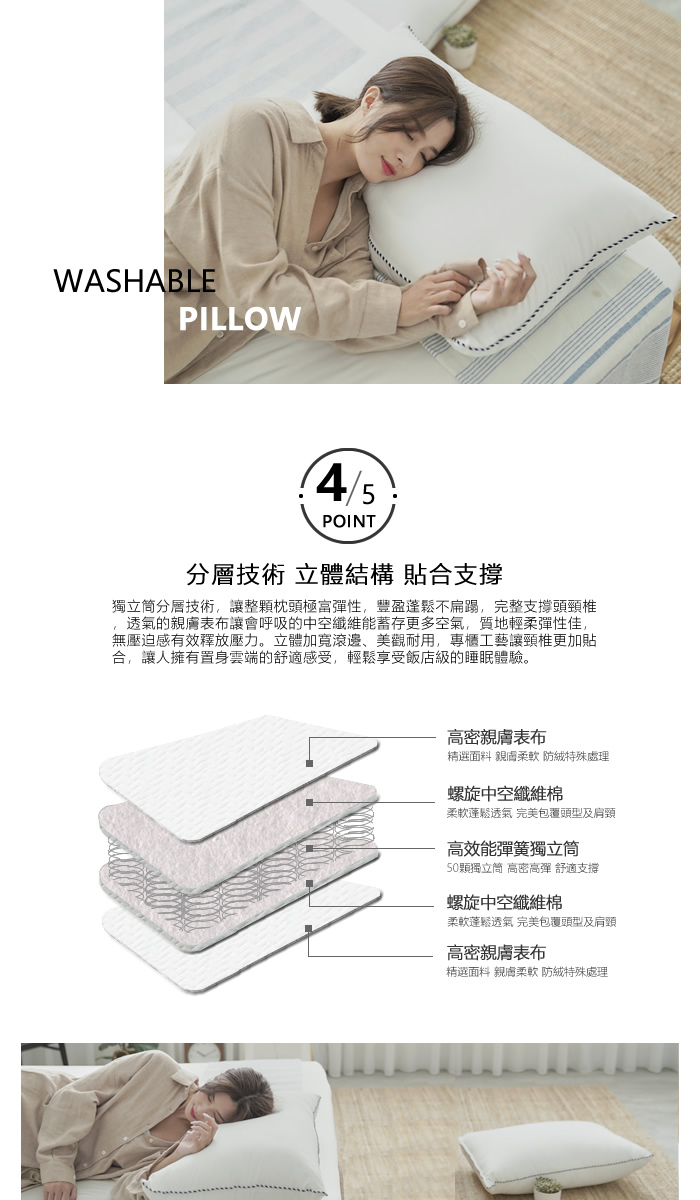 WASHABLE
PILLOW
4/5
POINT
分層技術 立體結構 貼合支撐
獨立筒分層技術，讓整顆枕頭極富彈性，豐盈蓬鬆不扁蹋，完整支撐頭頸椎
，透氣的親膚表布讓會呼吸的中空纖維能蓄存更多空氣，質地輕柔彈性佳，
無壓迫感有效釋放壓力。立體加寬滾邊、美觀耐用，專櫃工藝讓頸椎更加貼
合，讓人擁有置身雲端的舒適感受，輕鬆享受飯店級的睡眠體驗。
高密親膚表布
精選面料 親膚柔軟 防絨特殊處理
螺旋中空纖維棉
柔軟蓬鬆透氣 完美包覆頭型及肩頸
高效能彈簧獨立筒
50顆獨立筒 高密高彈 舒適支撐
螺旋中空纖維棉
柔軟蓬鬆透氣 完美包覆頭型及肩頸
高密親膚表布
精選面料 親膚柔軟 防絨特殊處理